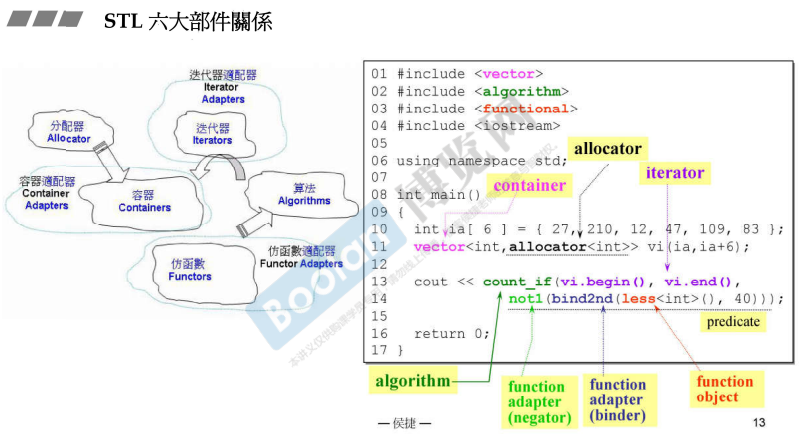 STL 六大部件關係
迭代器適配器
Iterator
Adapters
分配器
Allocator
迭代器
Iterators
容器適配器
Container
Adapters
容器
Containers
算法
Algorithms
仿函數
Functors
仿函數適配器
Functor Adapters
01 #include <vector>
02 #include <algorithm>
03 #include <functional>
04 #include <iostream>
05
06 using namespace std;
07
08 int main()
09 {
10   int ia[ 6 ] = { 27, 210, 12, 47, 109, 83 };
11   vector<int,allocator<int>> vi(ia,ia+6);
12
13   cout << count_if(vi.begin(), vi.end(),
14              not1(bind2nd(less<int>(), 40)));
15
16   return 0;
17 }
allocator
container
iterator
predicate
algorithm
function
adapter
(negator)
function
adapter
(binder)
function
object
Boolan
博览网
— 侯捷 —
13